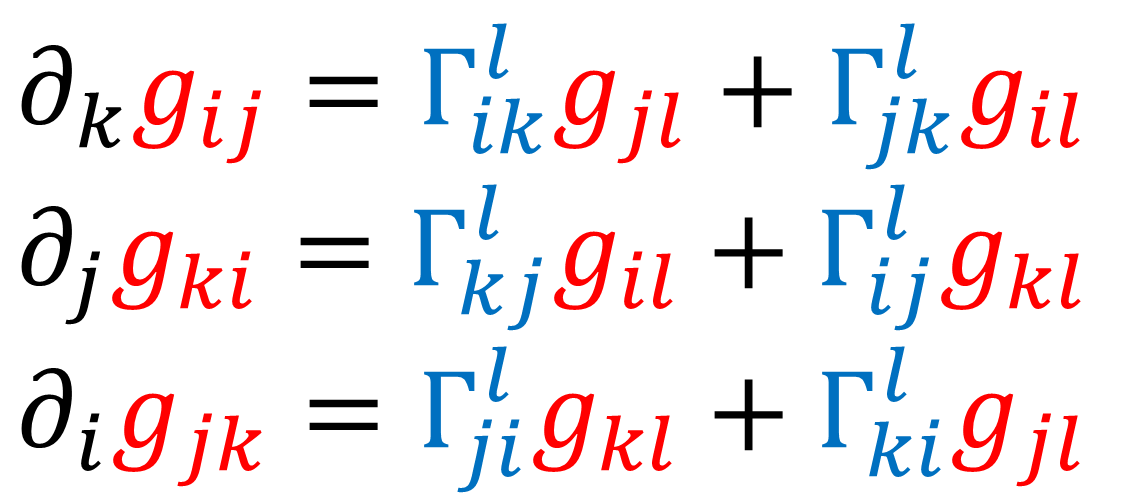 ∂ₖgᵢⱼ = Γˡᵢₖgⱼₗ + Γˡⱼₖgᵢₗ
∂ⱼgₖᵢ = Γˡₖⱼgᵢₗ + Γˡᵢⱼgₖₗ
∂ᵢgⱼₖ = Γˡⱼᵢgₖₗ + Γˡₖᵢgⱼₗ